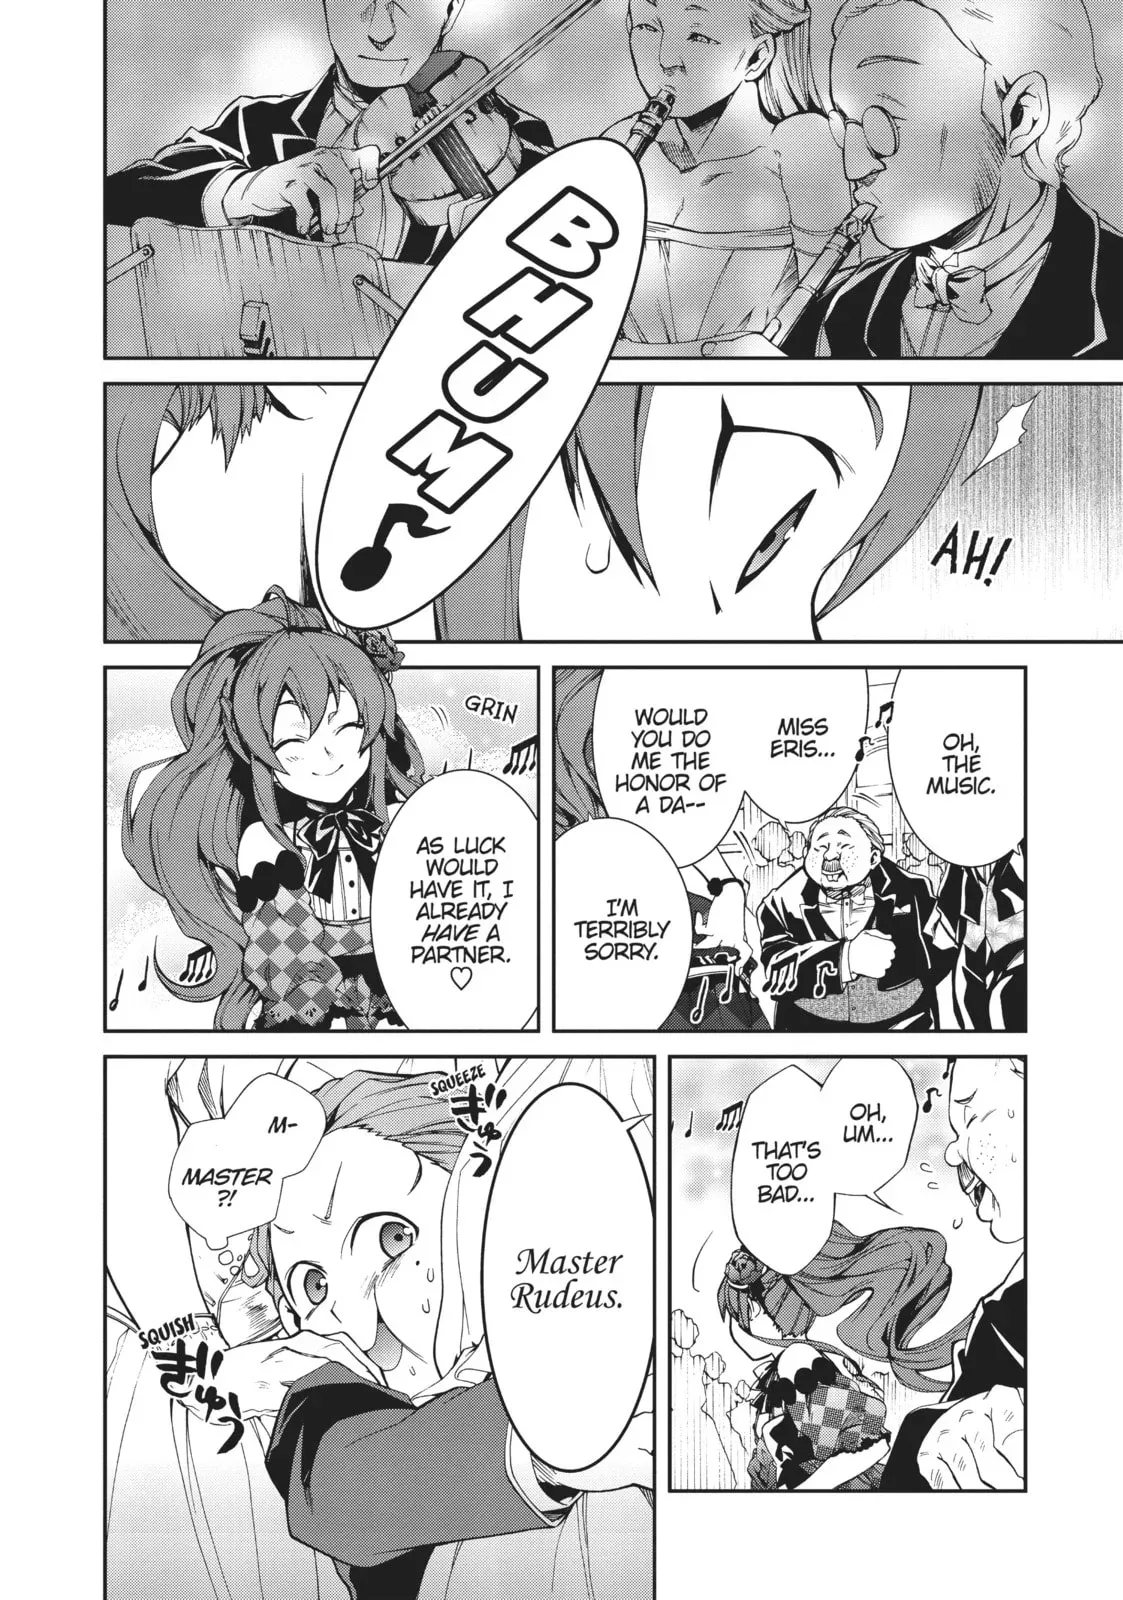 BHUM
AH!
OH,
THE
MUSIC.
MISS
ERIS...
WOULD
YOU DO
ME THE
HONOR OF
A DA--
I'M
TERRIBLY
SORRY.
GRIN
AS LUCK
WOULD
HAVE IT, I
ALREADY
HAVE A
PARTNER.
♡
OH,
UM...
THAT'S
TOO
BAD...
Master
Rudeus.
SQUEEZE
ぎゅっ
M-
MASTER
?!
SQUISH
ぎゅうっ